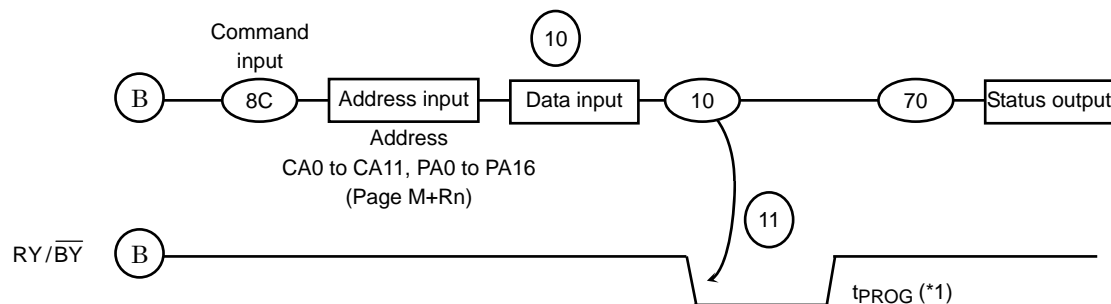 10
Command
input
B
8C
Address input
Data input
10
70
Status output
Address
CA0 to CA11, PA0 to PA16
(Page M+Rn)
11
RY/BY
B
tPROG (*1)